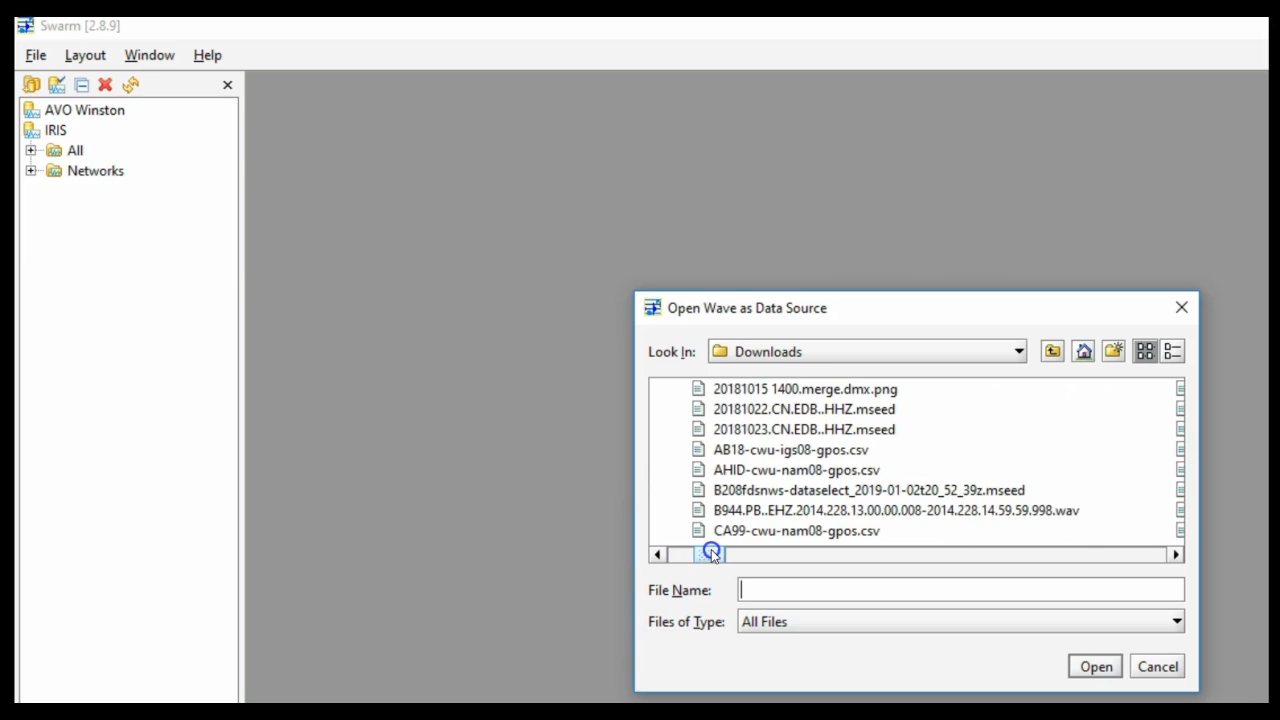 Swarm [2.8.9]
File Layout Window Help
AVO Winston
IRIS
All
Networks
Open Wave as Data Source
Look In: Downloads
20181015 1400.merge.dmx.png
20181022.CN.EDB..HHZ.mseed
20181023.CN.EDB..HHZ.mseed
AB18-cwu-igs08-gpos.csv
AHID-cwu-nam08-gpos.csv
B208fdsnws-dataselect_2019-01-02t20_52_39z.mseed
B944.PB..EHZ.2014.228.13.00.00.008-2014.228.14.59.59.998.wav
CA99-cwu-nam08-gpos.csv
File Name:
Files of Type: All Files
Open Cancel